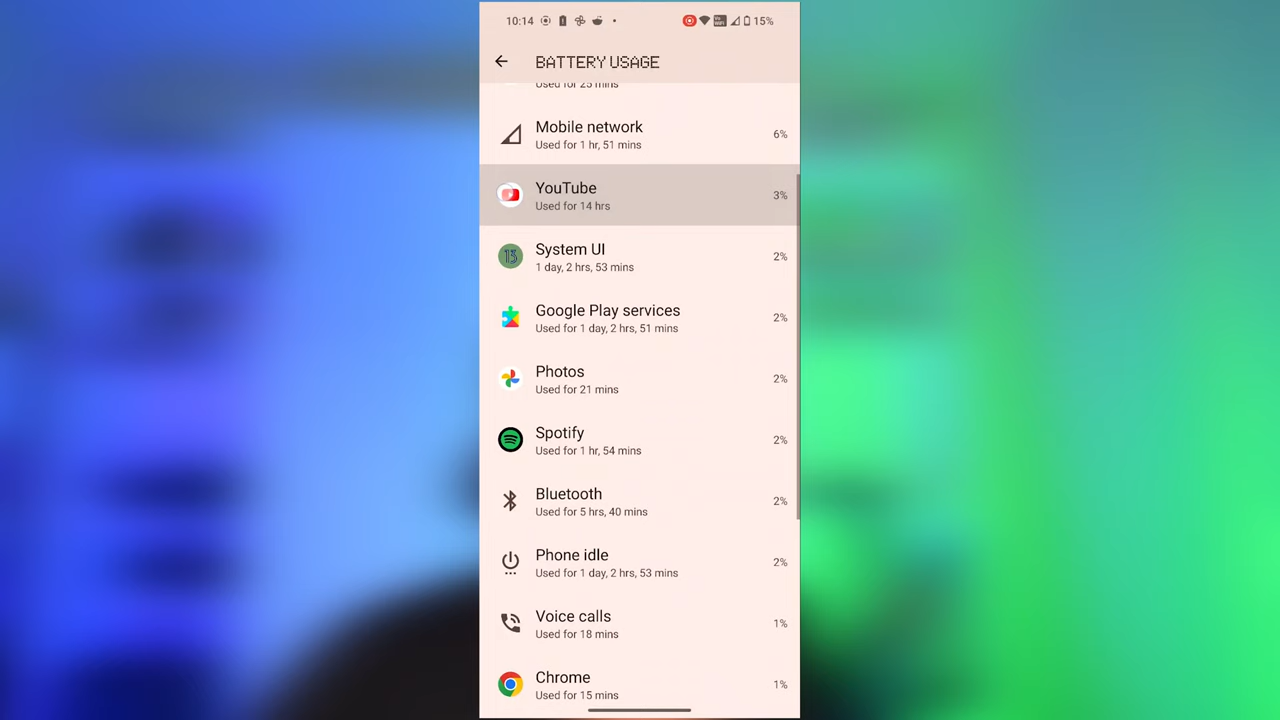 10:14 15%
BATTERY USAGE
Used for 25 mins
Mobile network
6%
Used for 1 hr, 51 mins
YouTube
3%
Used for 14 hrs
System UI
2%
1 day, 2 hrs, 53 mins
Google Play services
2%
Used for 1 day, 2 hrs, 51 mins
Photos
2%
Used for 21 mins
Spotify
2%
Used for 1 hr, 54 mins
Bluetooth
2%
Used for 5 hrs, 40 mins
Phone idle
2%
Used for 1 day, 2 hrs, 53 mins
Voice calls
1%
Used for 18 mins
Chrome
1%
Used for 15 mins